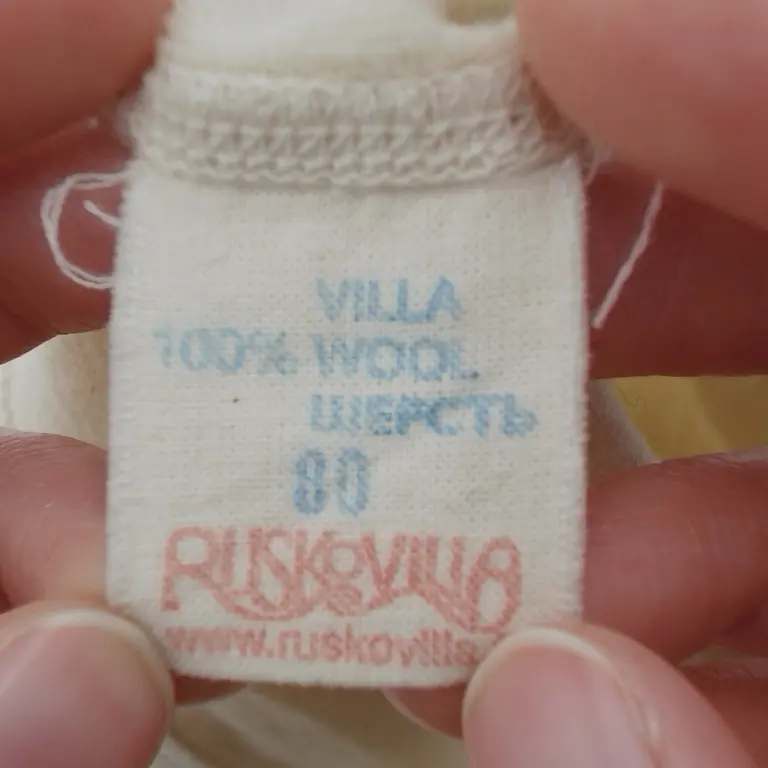 VILLA
100% WOOL
ШЕРСТЬ
80
RUSKOVILLA
www.ruskovilla